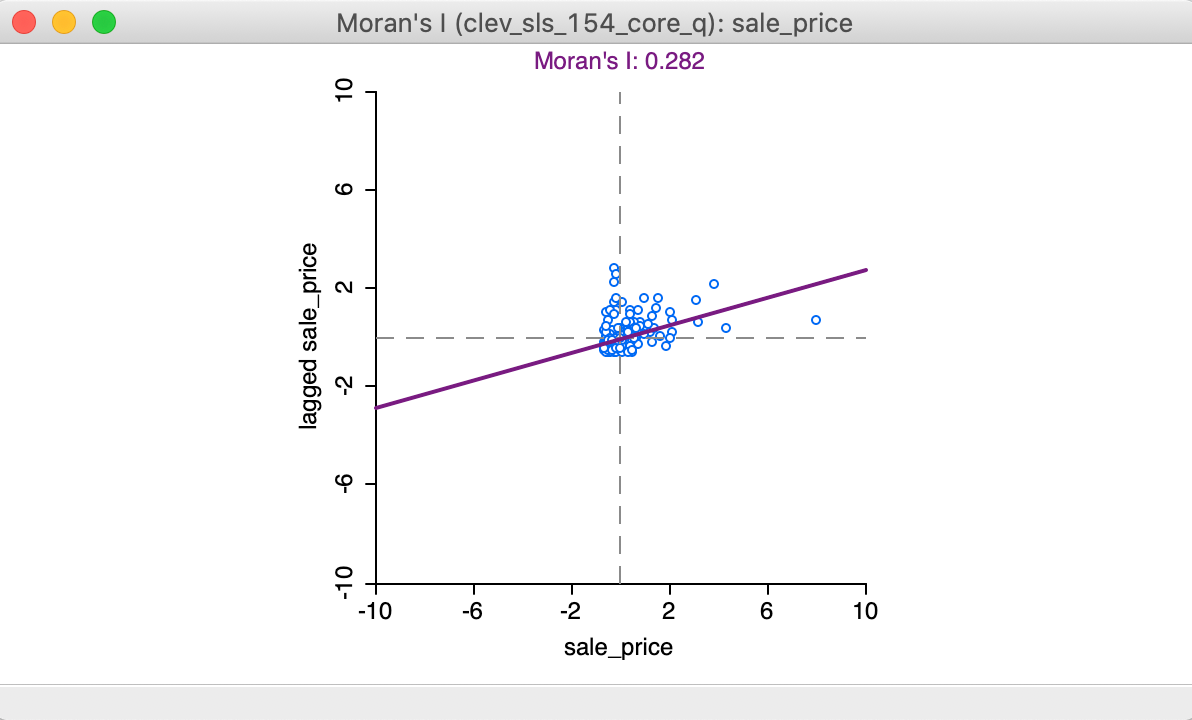 Moran's I (clev_sls_154_core_q): sale_price
Moran's I: 0.282
10
6
2
-2
-6
-10
lagged sale_price
-10 -6 -2 2 6 10
sale_price